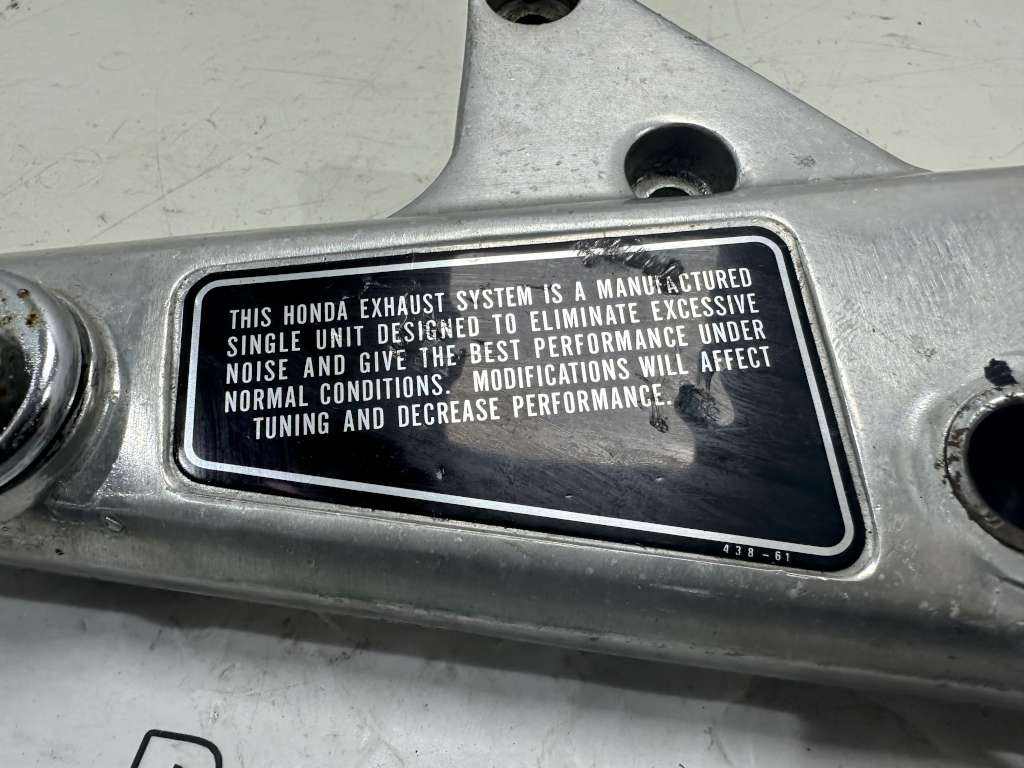 THIS HONDA EXHAUST SYSTEM IS A MANUFACTURED
SINGLE UNIT DESIGNED TO ELIMINATE EXCESSIVE
NOISE AND GIVE THE BEST PERFORMANCE UNDER
NORMAL CONDITIONS. MODIFICATIONS WILL AFFECT
TUNING AND DECREASE PERFORMANCE.
438-61